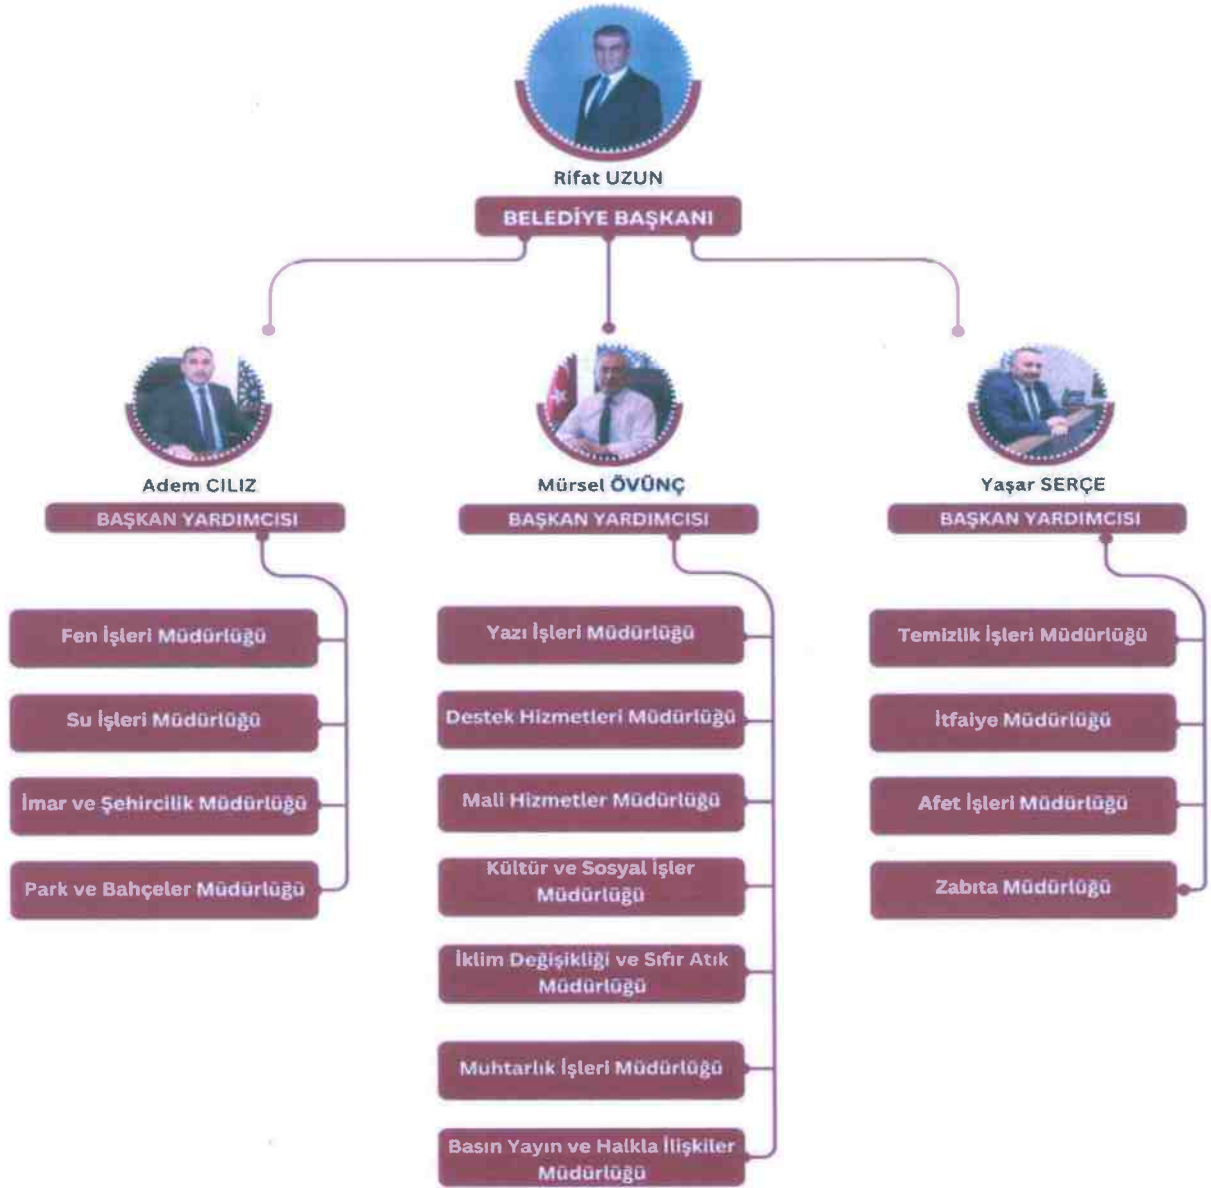 Rifat UZUN
BELEDİYE BAŞKANI
Adem CILIZ
BAŞKAN YARDIMCISI
Fen İşleri Müdürlüğü
Su İşleri Müdürlüğü
İmar ve Şehircilik Müdürlüğü
Park ve Bahçeler Müdürlüğü
Mürsel ÖVÜNÇ
BAŞKAN YARDIMCISI
Yazı İşleri Müdürlüğü
Destek Hizmetleri Müdürlüğü
Mali Hizmetler Müdürlüğü
Kültür ve Sosyal İşler
Müdürlüğü
İklim Değişikliği ve Sıfır Atık
Müdürlüğü
Muhtarlık İşleri Müdürlüğü
Basın Yayın ve Halkla İlişkiler
Müdürlüğü
Yaşar SERÇE
BAŞKAN YARDIMCISI
Temizlik İşleri Müdürlüğü
İtfaiye Müdürlüğü
Afet İşleri Müdürlüğü
Zabıta Müdürlüğü